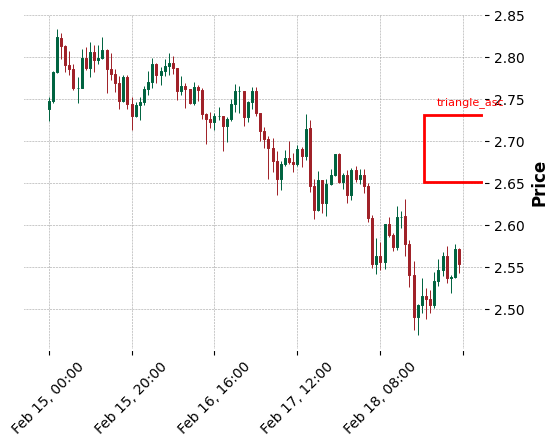 2.85
2.80
triangle_asc
2.75
2.70
2.65
2.60
2.55
2.50
Price
Feb 15, 00:00
Feb 15, 20:00
Feb 16, 16:00
Feb 17, 12:00
Feb 18, 08:00